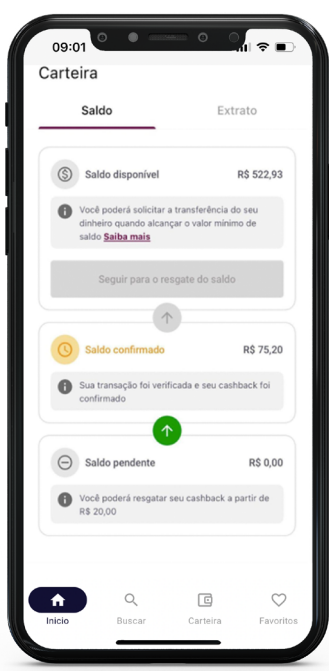 09:01
Carteira
Saldo
Extrato
Saldo disponível
R$ 522,93
Você poderá solicitar a transferência do seu
dinheiro quando alcançar o valor mínimo de
saldo Saiba mais
Seguir para o resgate do saldo
Saldo confirmado
R$ 75,20
Sua transação foi verificada e seu cashback foi
confirmado
Saldo pendente
R$ 0,00
Você poderá resgatar seu cashback a partir de
R$ 20,00
Início
Buscar
Carteira
Favoritos